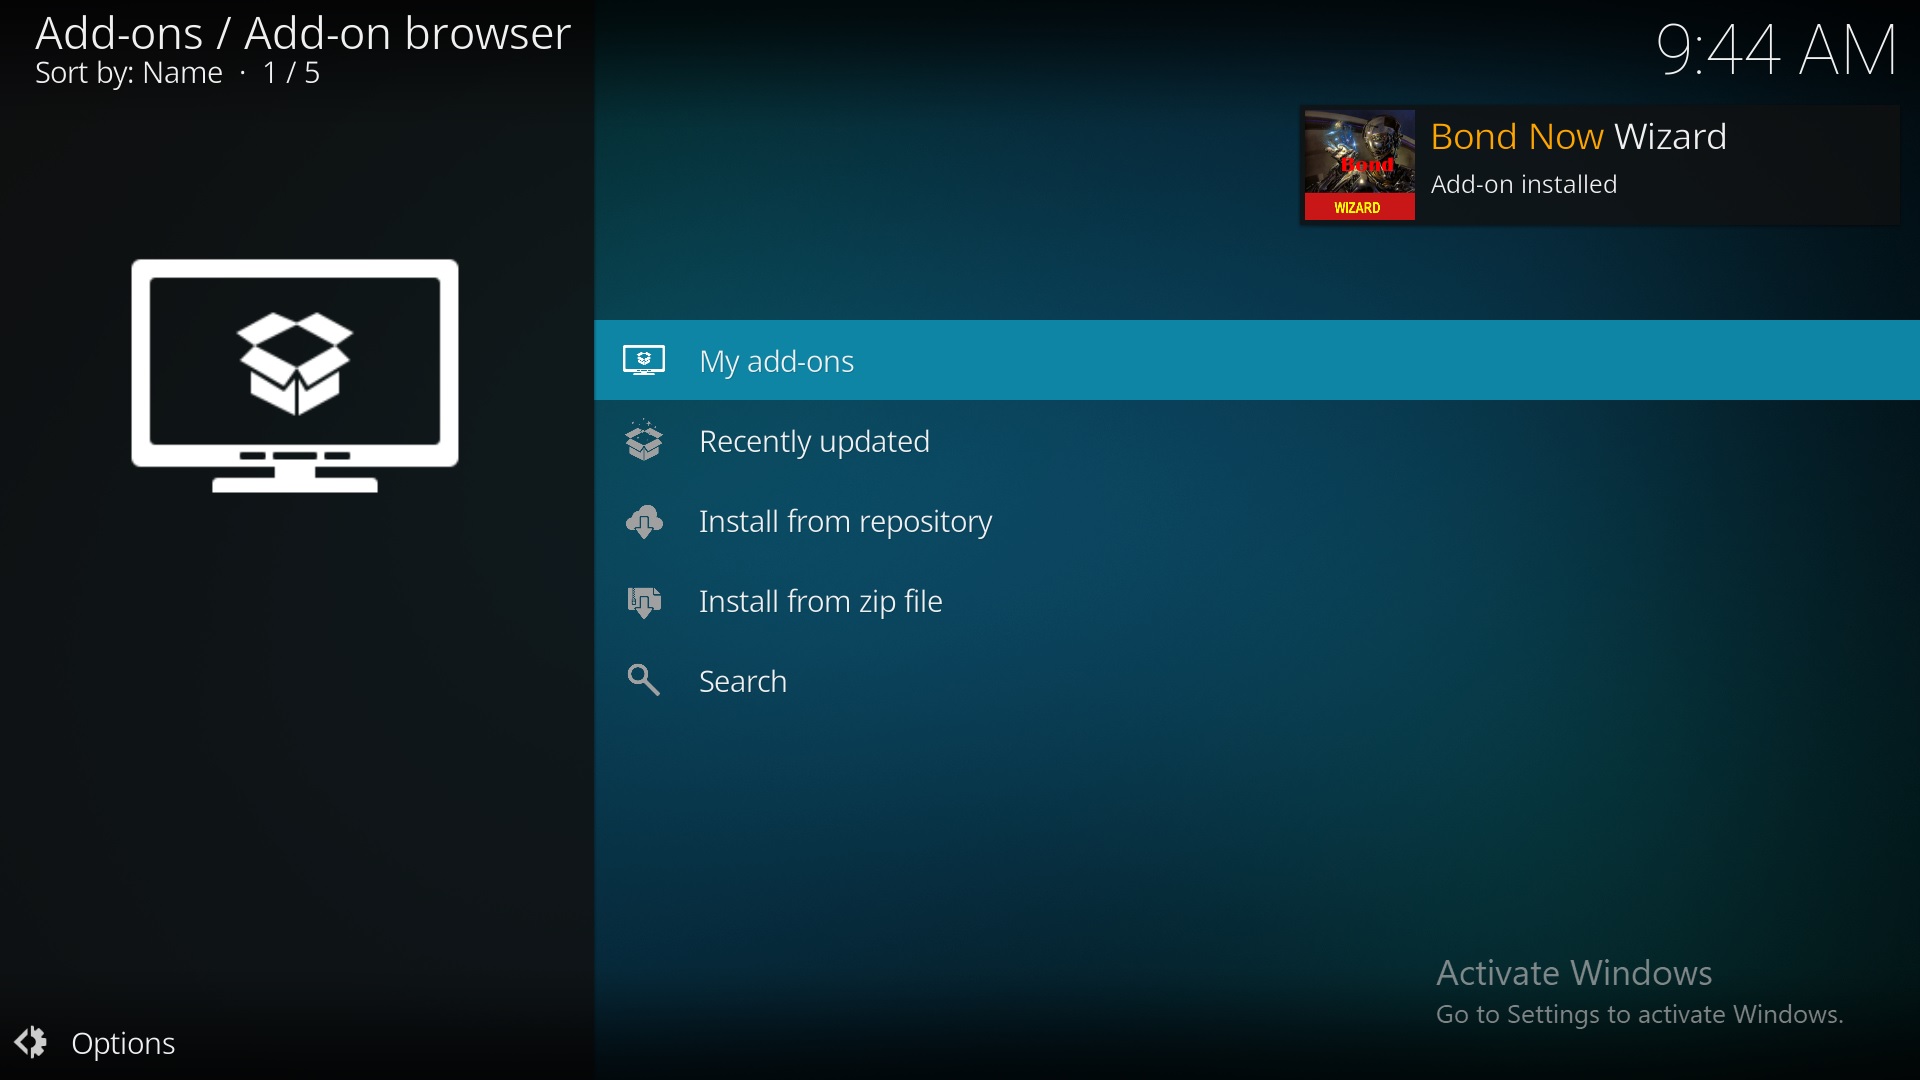 Add-ons / Add-on browser
Sort by: Name · 1 / 5
9:44 AM
Bond
WIZARD
Bond Now Wizard
Add-on installed
My add-ons
Recently updated
Install from repository
Install from zip file
Search
Activate Windows
Go to Settings to activate Windows.
Options